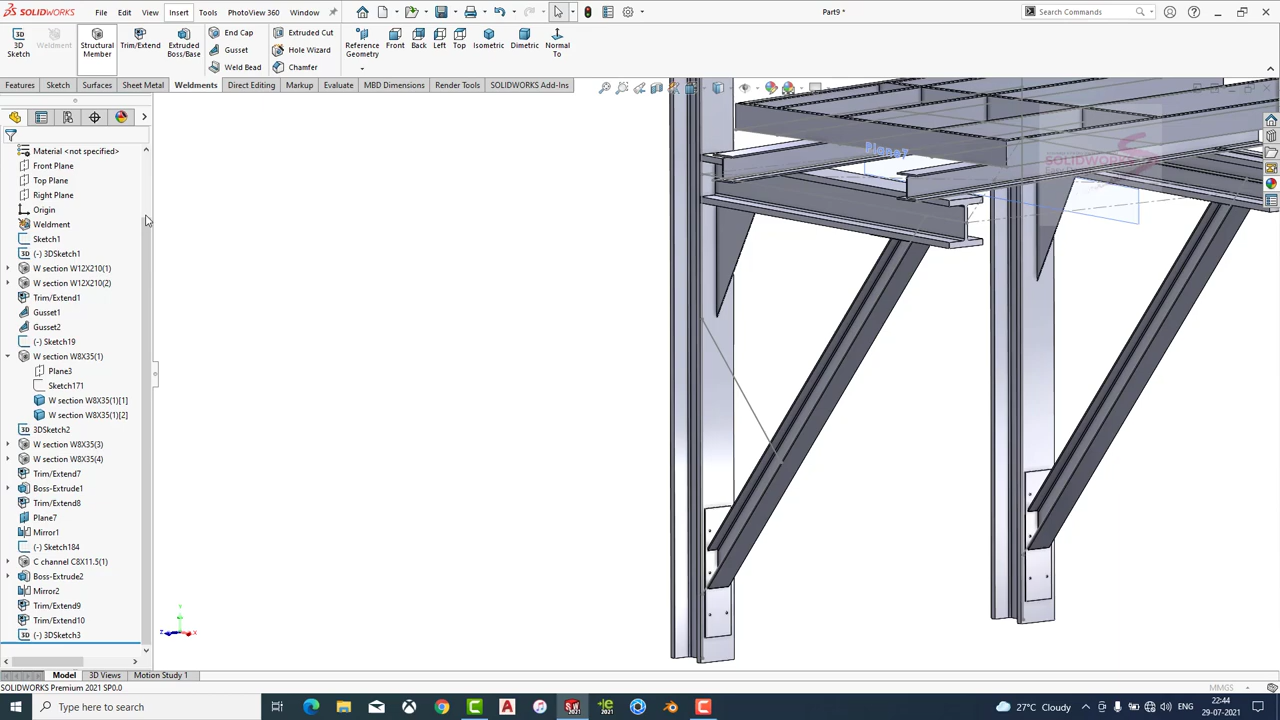 SOLIDWORKS
File Edit View Insert Tools PhotoView 360 Window
Part9 *
Search Commands
3D Sketch
Weldment
Structural Member
Trim/Extend
Extruded Boss/Base
End Cap
Gusset
Weld Bead
Extruded Cut
Hole Wizard
Chamfer
Reference Geometry
Front
Back
Left
Top
Isometric
Dimetric
Normal To
Features Sketch Surfaces Sheet Metal Weldments Direct Editing Markup Evaluate MBD Dimensions Render Tools SOLIDWORKS Add-Ins
Material <not specified>
Front Plane
Top Plane
Right Plane
Origin
Weldment
Sketch1
(-) 3DSketch1
W section W12X210(1)
W section W12X210(2)
Trim/Extend1
Gusset1
Gusset2
(-) Sketch19
W section W8X35(1)
Plane3
Sketch171
W section W8X35(1)[1]
W section W8X35(1)[2]
3DSketch2
W section W8X35(3)
W section W8X35(4)
Trim/Extend7
Boss-Extrude1
Trim/Extend8
Plane7
Mirror1
(-) Sketch184
C channel C8X11.5(1)
Boss-Extrude2
Mirror2
Trim/Extend9
Trim/Extend10
(-) 3DSketch3
Plane7
Y
Z
X
Model 3D Views Motion Study 1
SOLIDWORKS Premium 2021 SP0.0
MMGS
Type here to search
27°C Cloudy
ENG
22:44
29-07-2021